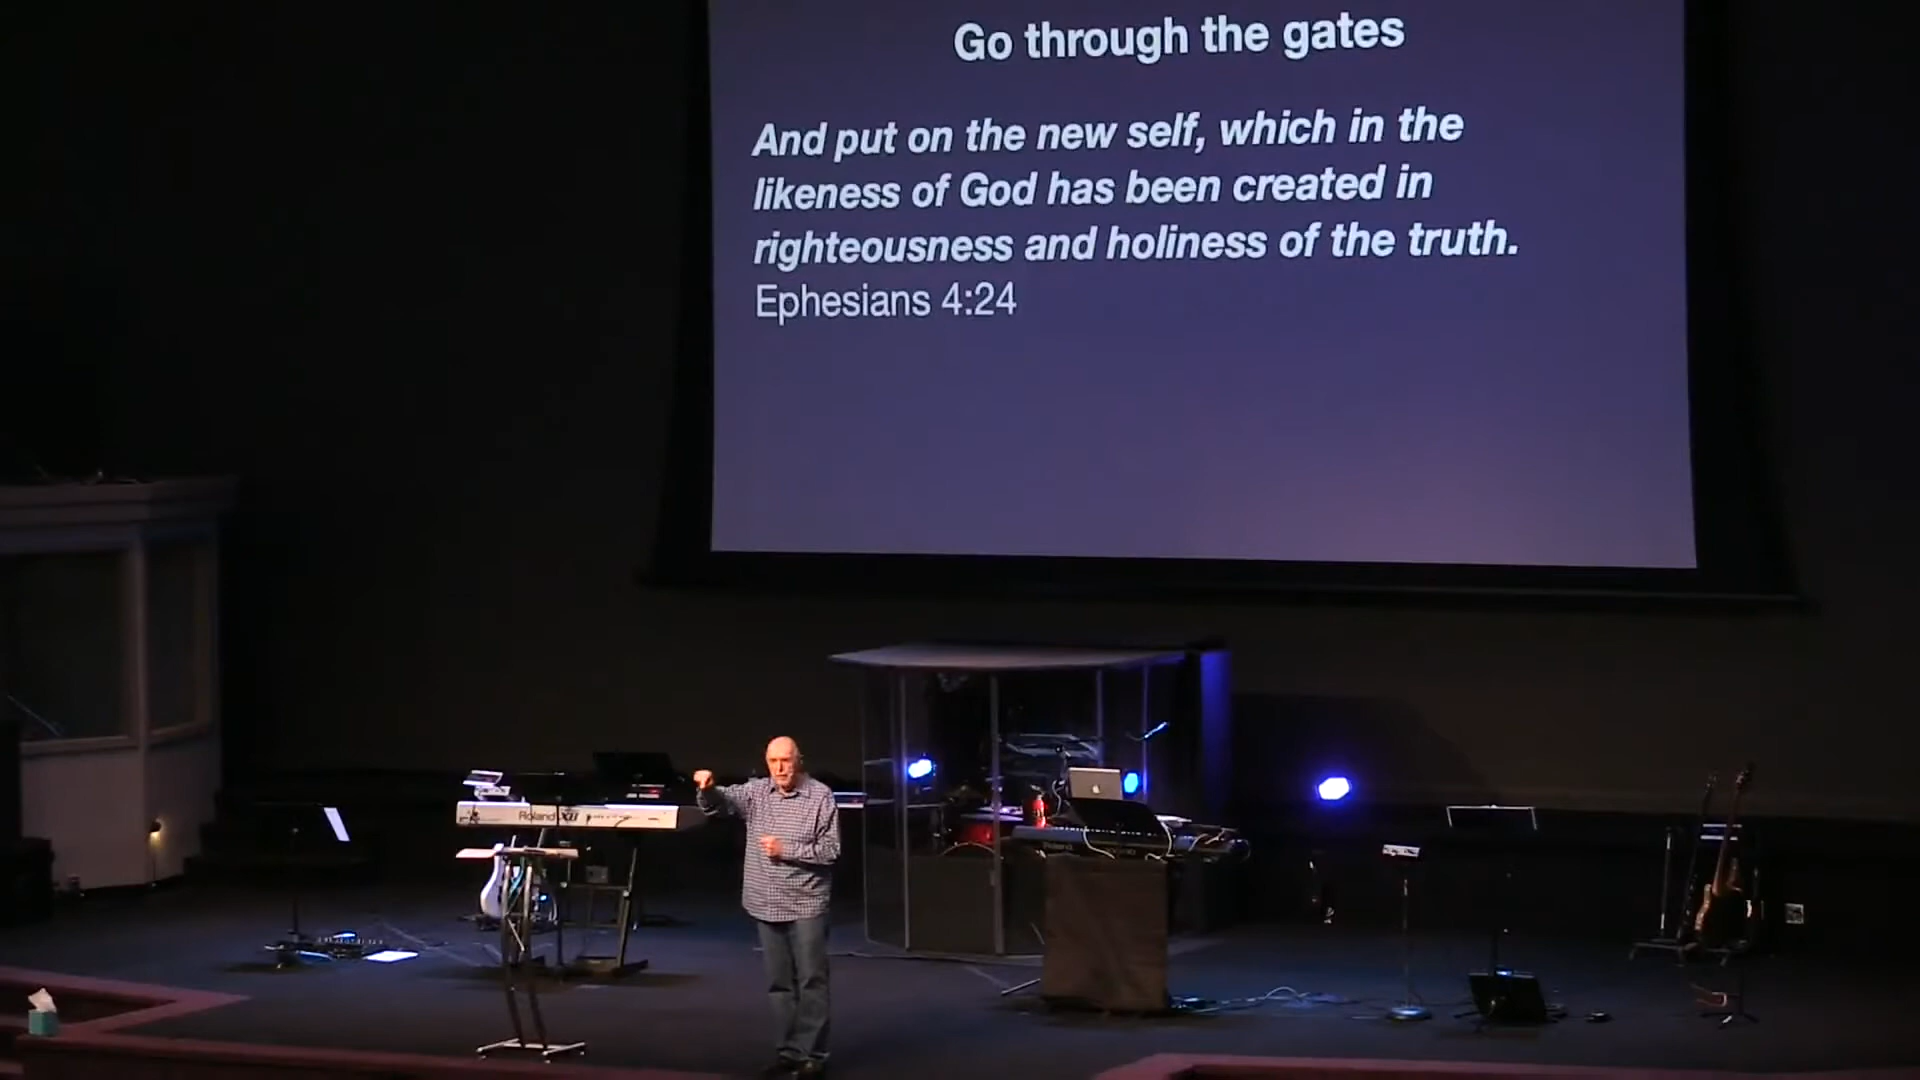 Go through the gates
And put on the new self, which in the
likeness of God has been created in
righteousness and holiness of the truth.
Ephesians 4:24
Roland
Roland